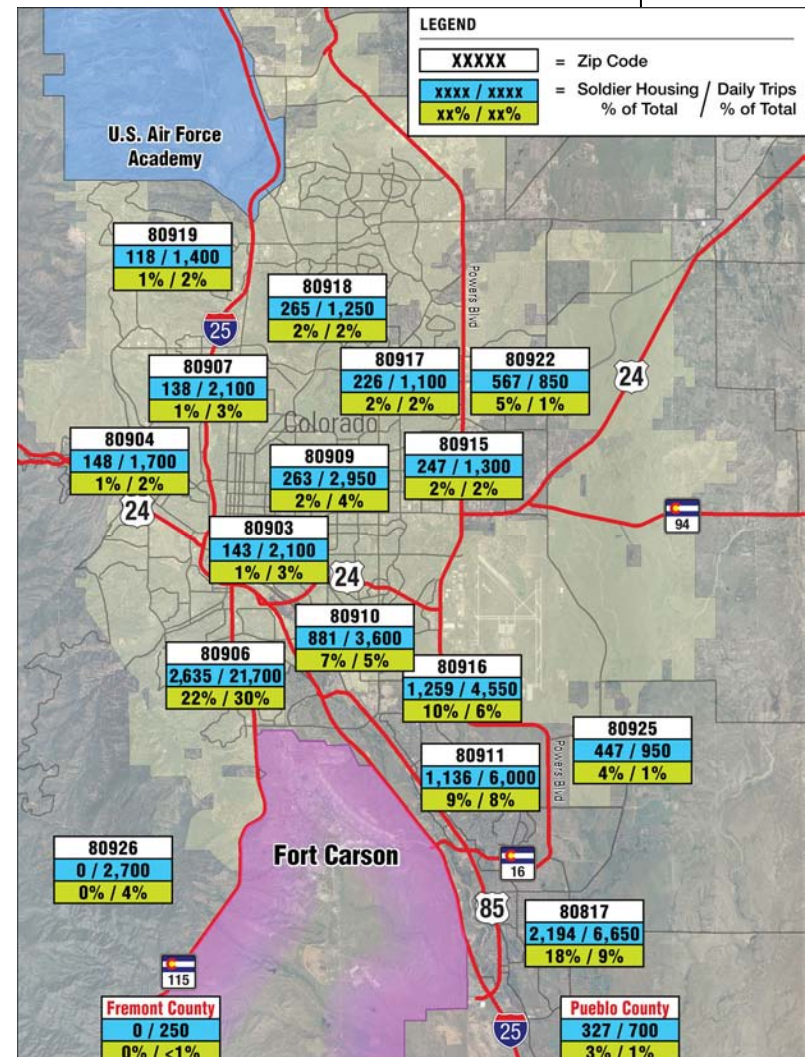 LEGEND
XXXXX = Zip Code
xxxx / xxxx = Soldier Housing / Daily Trips
xx% / xx% % of Total % of Total
U.S. Air Force
Academy
80919
118 / 1,400
1% / 2%
80918
265 / 1,250
2% / 2%
Powers Blvd
25
80907
138 / 2,100
1% / 3%
80917
226 / 1,100
2% / 2%
80922
567 / 850
5% / 1%
24
Colorado
80904
148 / 1,700
1% / 2%
80909
263 / 2,950
2% / 4%
80915
247 / 1,300
2% / 2%
24
94
80903
143 / 2,100
1% / 3%
24
80910
881 / 3,600
7% / 5%
80906
2,635 / 21,700
22% / 30%
80916
1,259 / 4,550
10% / 6%
80925
447 / 950
4% / 1%
80911
1,136 / 6,000
9% / 8%
Powers Blvd
80926
0 / 2,700
0% / 4%
Fort Carson
16
85
80817
2,194 / 6,650
18% / 9%
115
Fremont County
0 / 250
0% / <1%
25
Pueblo County
327 / 700
3% / 1%